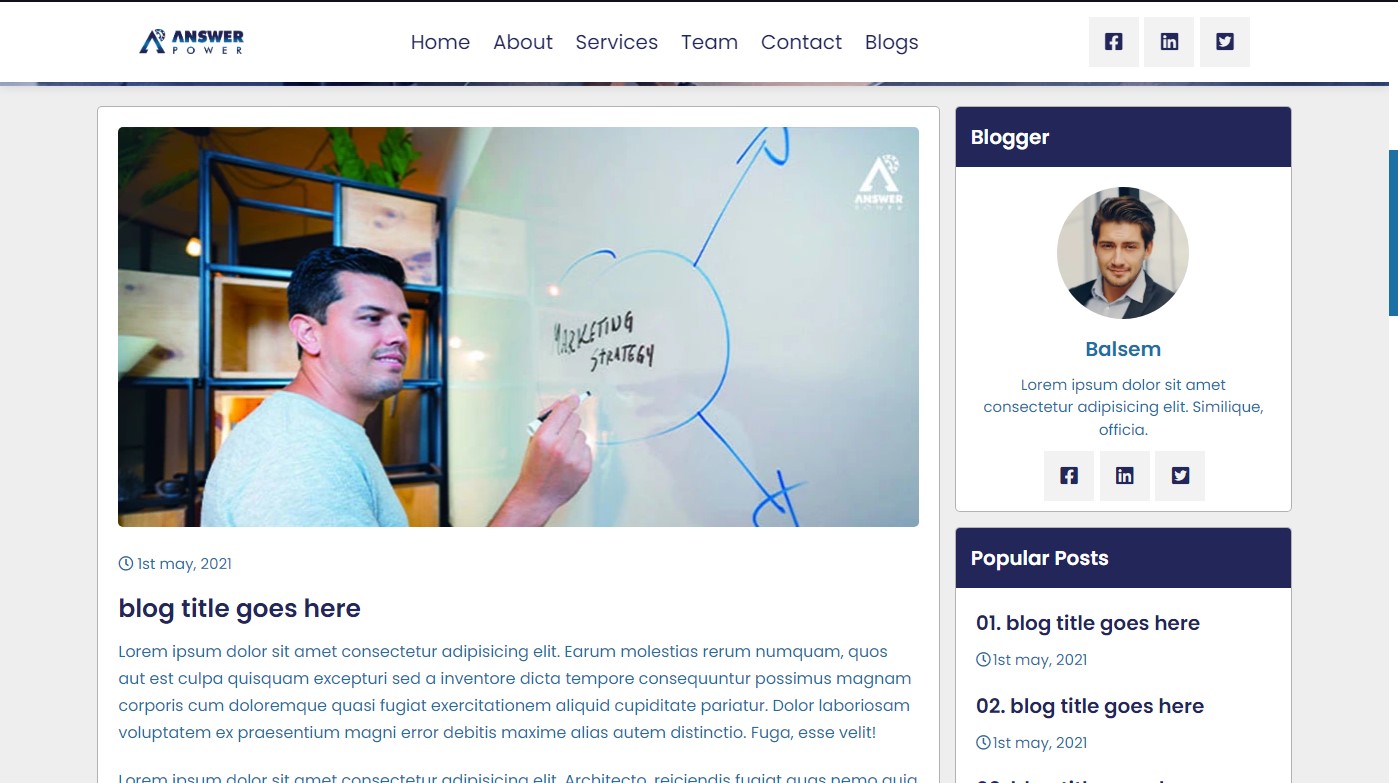 ANSWER
POWER
Home About Services Team Contact Blogs
ANSWER
POWER
MARKETING
STRATEGY
1st may, 2021
blog title goes here
Lorem ipsum dolor sit amet consectetur adipisicing elit. Earum molestias rerum numquam, quos
aut est culpa quisquam excepturi sed a inventore dicta tempore consequuntur possimus magnam
corporis cum doloremque quasi fugiat exercitationem aliquid cupiditate pariatur. Dolor laboriosam
voluptatem ex praesentium magni error debitis maxime alias autem distinctio. Fuga, esse velit!
Lorem ipsum dolor sit amet consectetur adipisicing elit. Architecto, reiciendis fugiat quas nemo quia
Blogger
Balsem
Lorem ipsum dolor sit amet
consectetur adipisicing elit. Similique,
officia.
Popular Posts
01. blog title goes here
1st may, 2021
02. blog title goes here
1st may, 2021